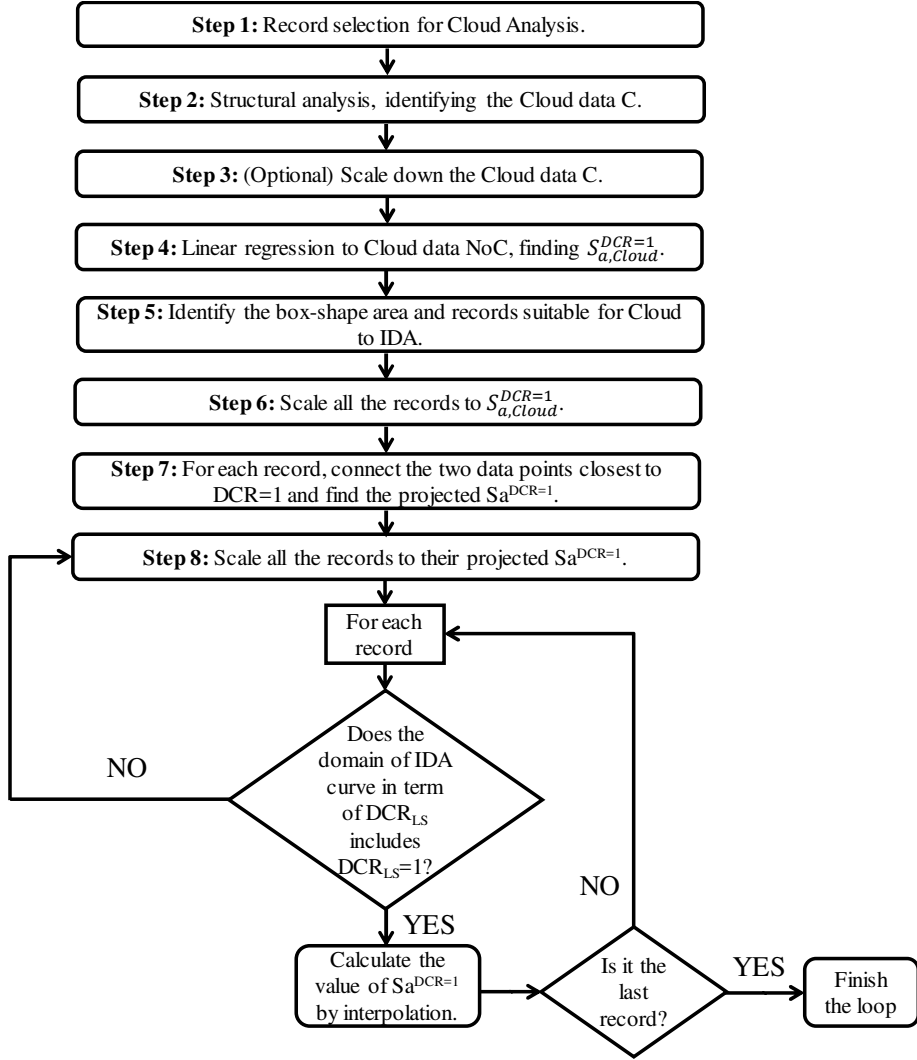 Step 1: Record selection for Cloud Analysis.
Step 2: Structural analysis, identifying the Cloud data C.
Step 3: (Optional) Scale down the Cloud data C.
Step 4: Linear regression to Cloud data NoC, finding S_{a,Cloud}^{DCR=1}.
Step 5: Identify the box-shape area and records suitable for Cloud
to IDA.
Step 6: Scale all the records to S_{a,Cloud}^{DCR=1}.
Step 7: For each record, connect the two data points closest to
DCR=1 and find the projected Sa^{DCR=1}.
Step 8: Scale all the records to their projected Sa^{DCR=1}.
For each
record
Does the
domain of IDA
curve in term
of DCR_{LS}
includes
DCR_{LS}=1?
NO
YES
Calculate the
value of Sa^{DCR=1}
by interpolation.
Is it the
last
record?
NO
YES
Finish
the loop